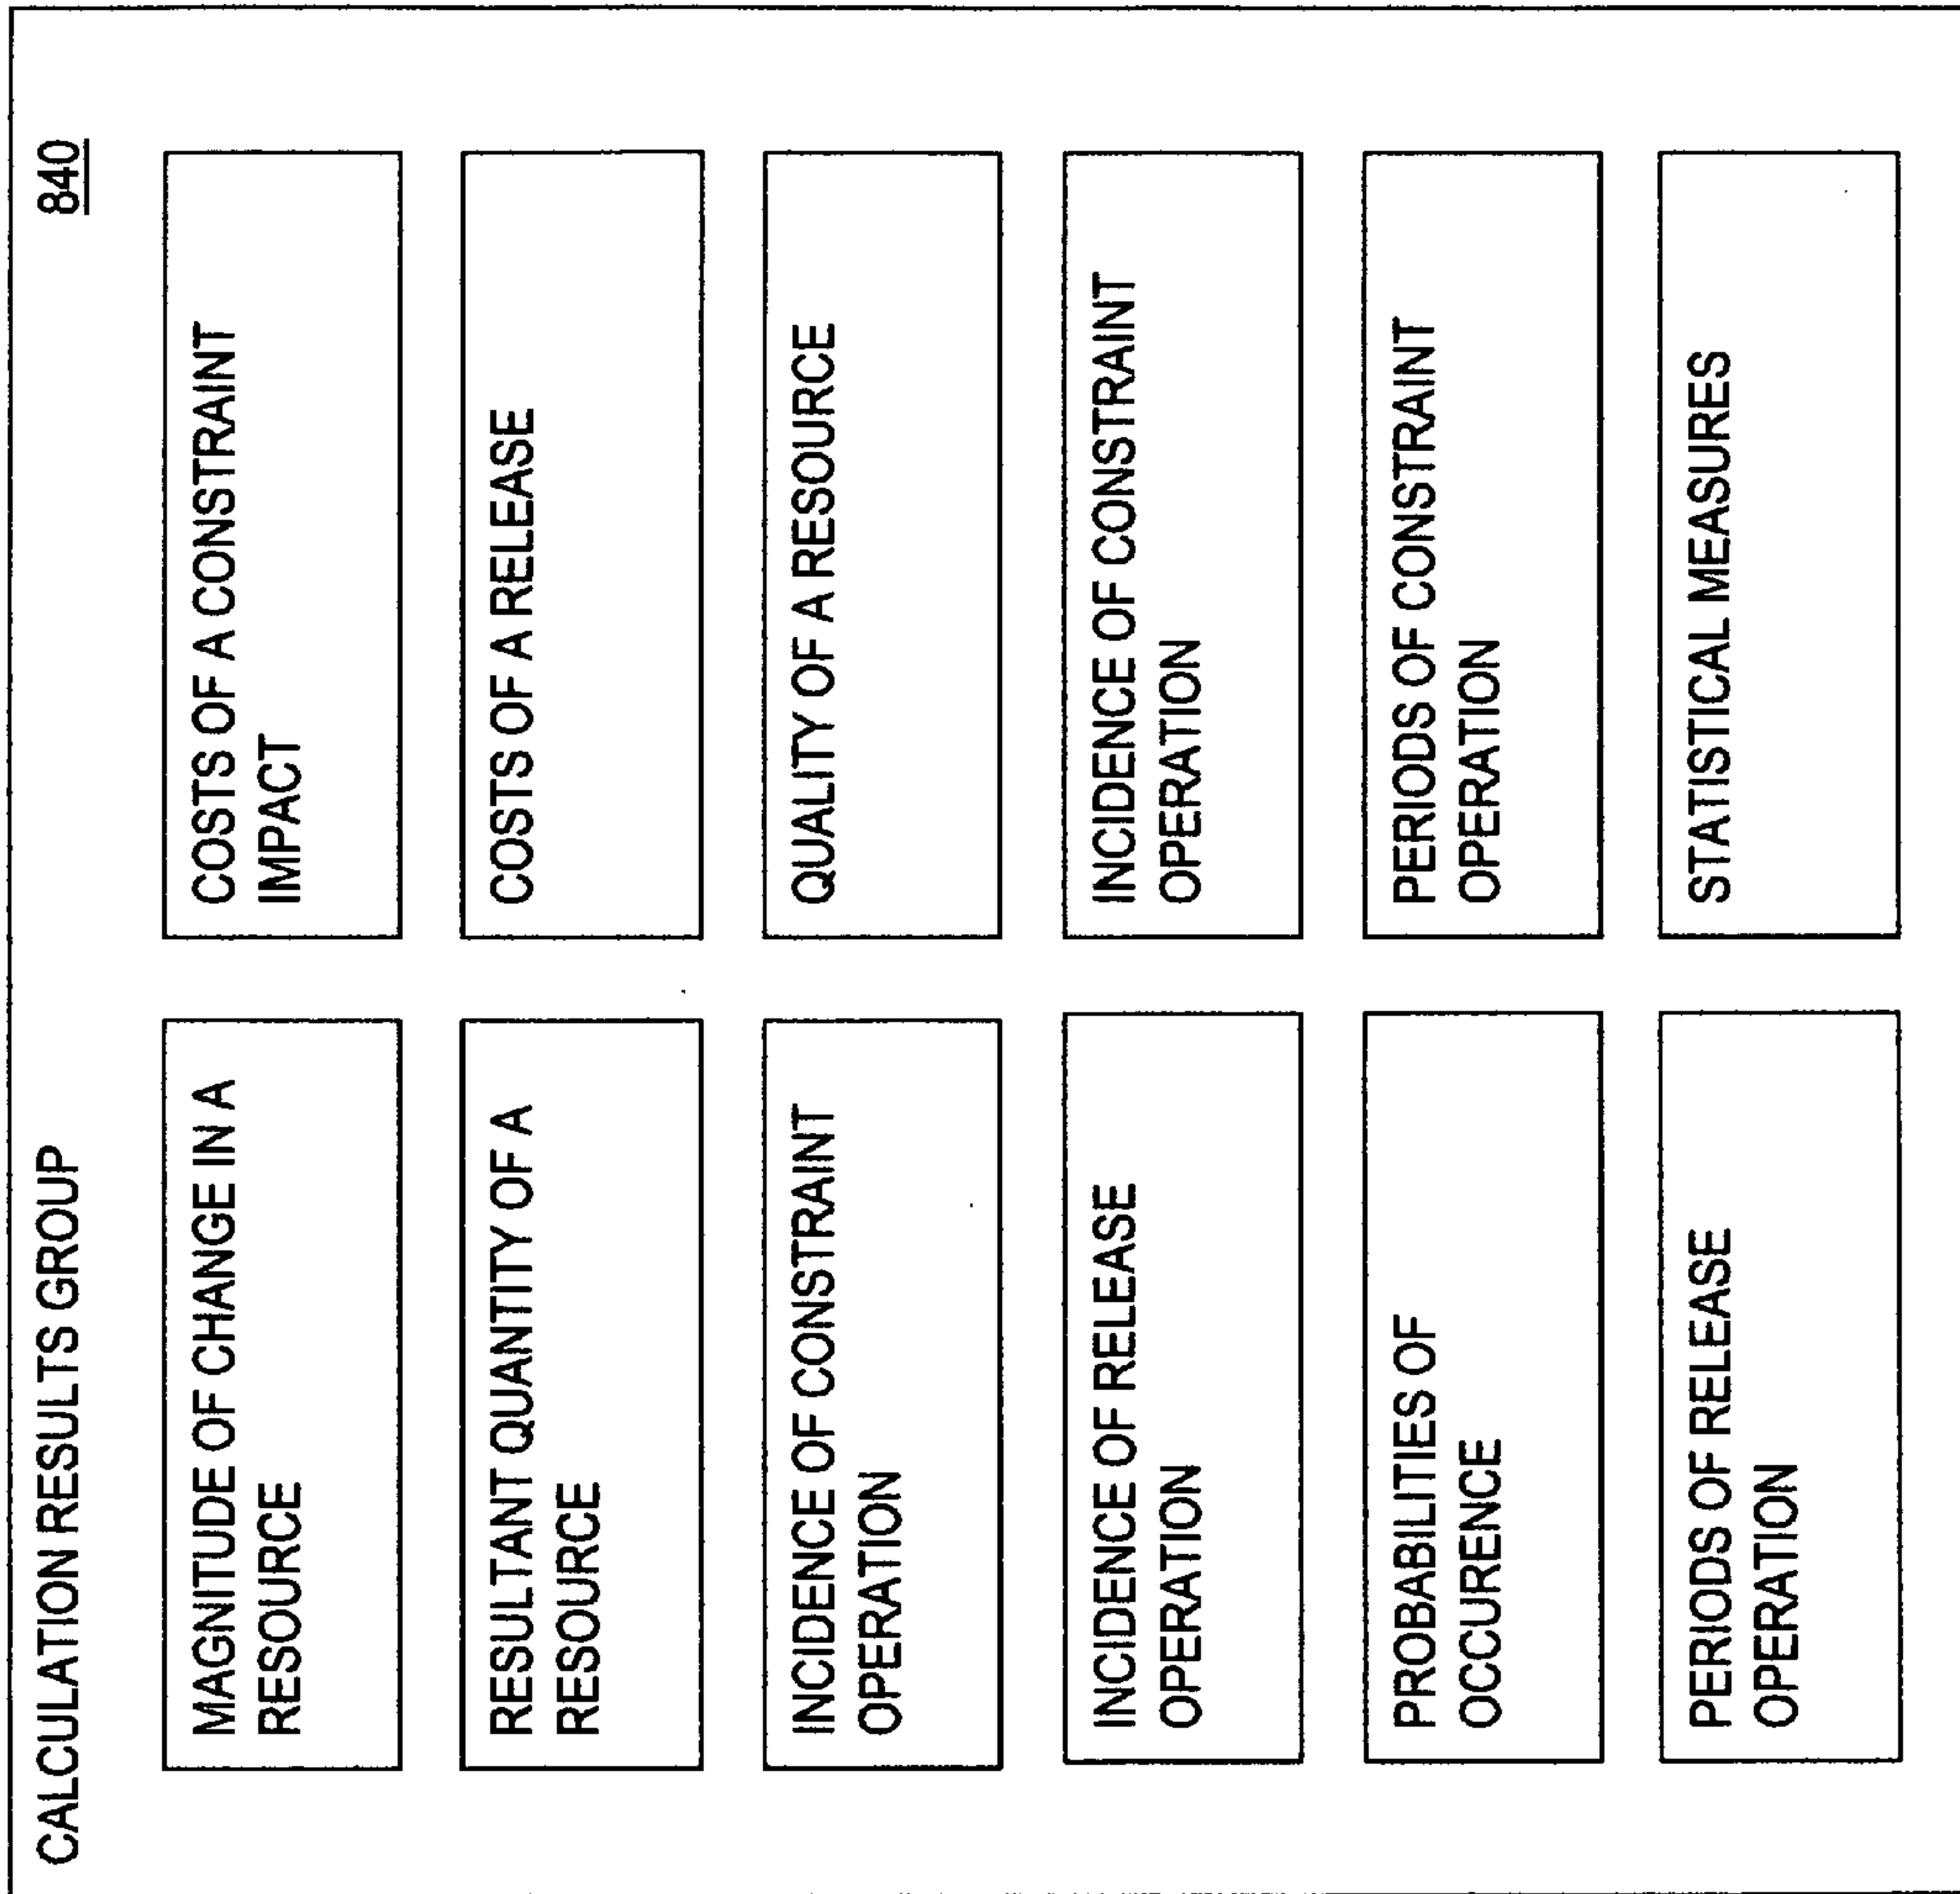 CALCULATION RESULTS GROUP
840
MAGNITUDE OF CHANGE IN A
RESOURCE
COSTS OF A CONSTRAINT
IMPACT
RESULTANT QUANTITY OF A
RESOURCE
COSTS OF A RELEASE
INCIDENCE OF CONSTRAINT
OPERATION
QUALITY OF A RESOURCE
INCIDENCE OF RELEASE
OPERATION
INCIDENCE OF CONSTRAINT
OPERATION
PROBABILITIES OF
OCCURENCE
PERIODS OF CONSTRAINT
OPERATION
PERIODS OF RELEASE
OPERATION
STATISTICAL MEASURES